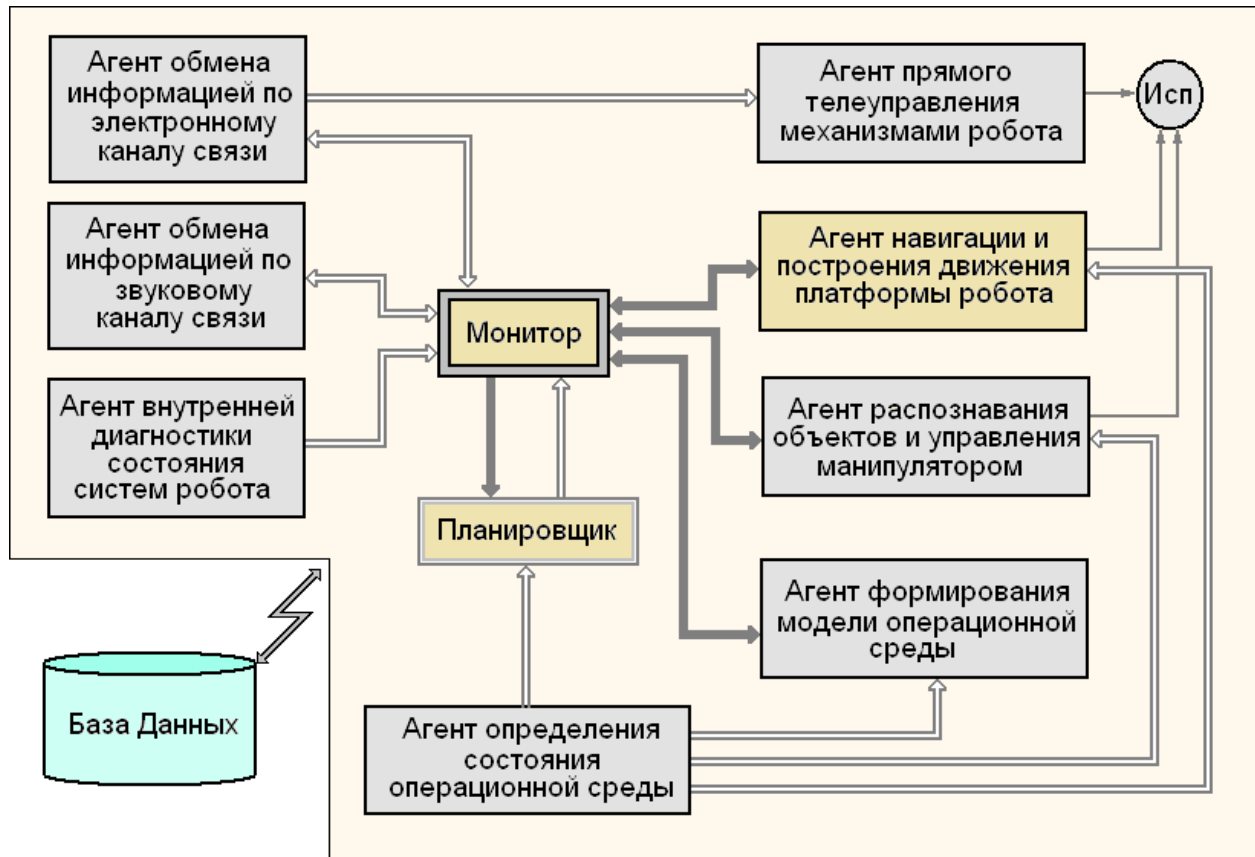 Агент обмена
информацией по
электронному
каналу связи
Агент прямого
телеуправления
механизмами робота
Исп
Агент обмена
информацией по
звуковому
каналу связи
Агент навигации и
построения движения
платформы робота
Монитор
Агент внутренней
диагностики
состояния
систем робота
Агент распознавания
объектов и управления
манипулятором
Планировщик
Агент формирования
модели операционной
среды
База Данных
Агент определения
состояния
операционной среды